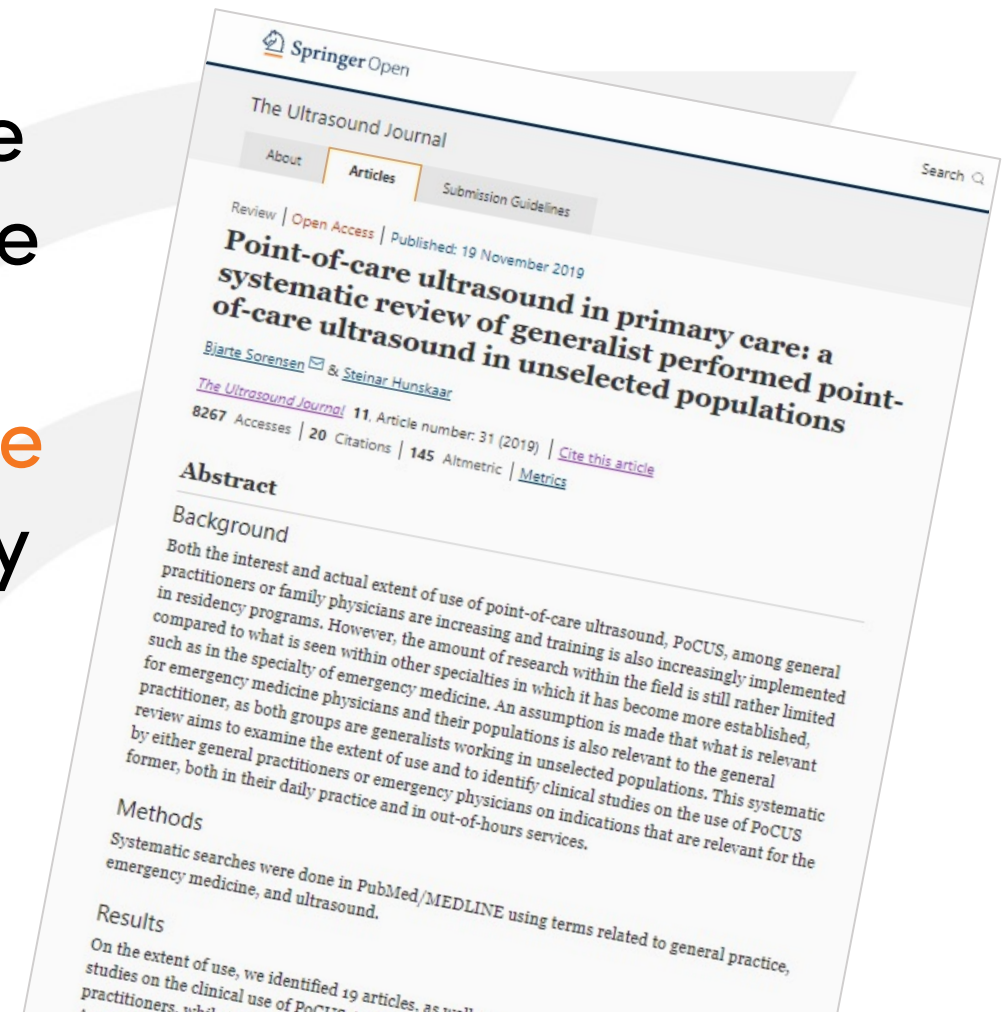 Springer Open
The Ultrasound Journal
Search
About
Articles
Submission Guidelines
Review | Open Access | Published: 19 November 2019
Point-of-care ultrasound in primary care: a
systematic review of generalist performed point-
of-care ultrasound in unselected populations
Bjarte Sorensen & Steinar Hunskaar
The Ultrasound Journal 11, Article number: 31 (2019) | Cite this article
8267 Accesses | 20 Citations | 145 Altmetric | Metrics
Abstract
Background
Both the interest and actual extent of use of point-of-care ultrasound, PoCUS, among general
practitioners or family physicians are increasing and training is also increasingly implemented
in residency programs. However, the amount of research within the field is still rather limited
compared to what is seen within other specialties in which it has become more established,
such as in the specialty of emergency medicine. An assumption is made that what is relevant
for emergency medicine physicians and their populations is also relevant to the general
practitioner, as both groups are generalists working in unselected populations. This systematic
review aims to examine the extent of use and to identify clinical studies on the use of PoCUS
by either general practitioners or emergency physicians on indications that are relevant for the
former, both in their daily practice and in out-of-hours services.
Methods
Systematic searches were done in PubMed/MEDLINE using terms related to general practice,
emergency medicine, and ultrasound.
Results
On the extent of use, we identified 19 articles, as well
studies on the clinical use of PoCUS
practitioners, while
e
e
e
y